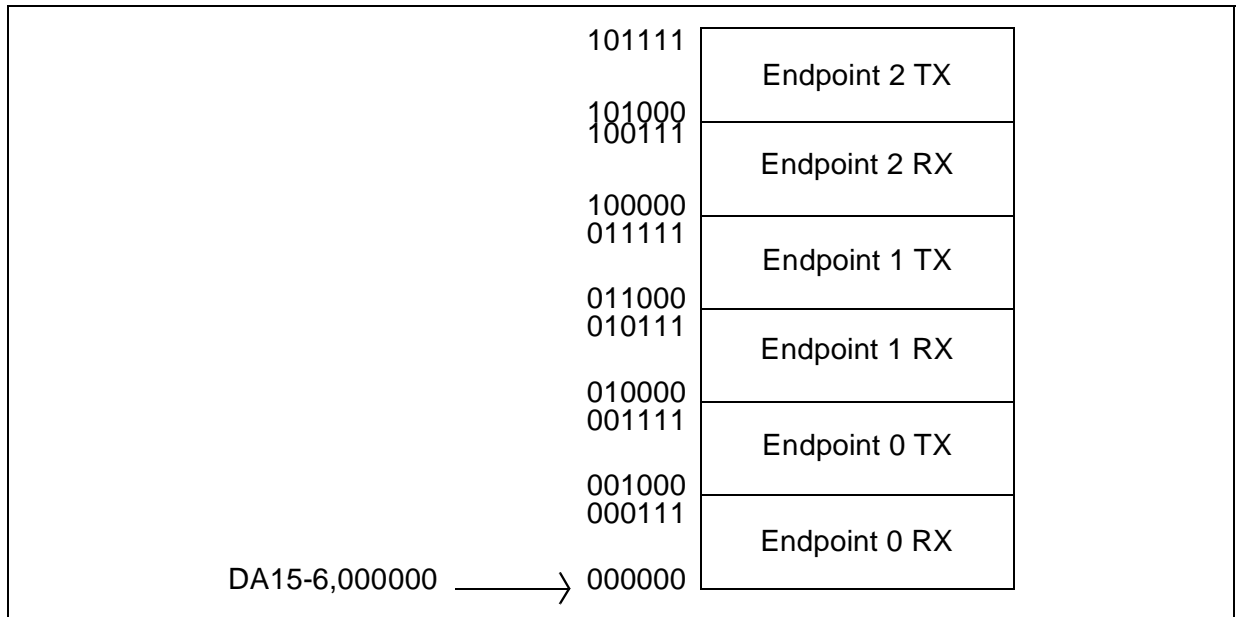 101111
Endpoint 2 TX
101000
100111
Endpoint 2 RX
100000
011111
Endpoint 1 TX
011000
010111
Endpoint 1 RX
010000
001111
Endpoint 0 TX
001000
000111
Endpoint 0 RX
DA15-6,000000 000000